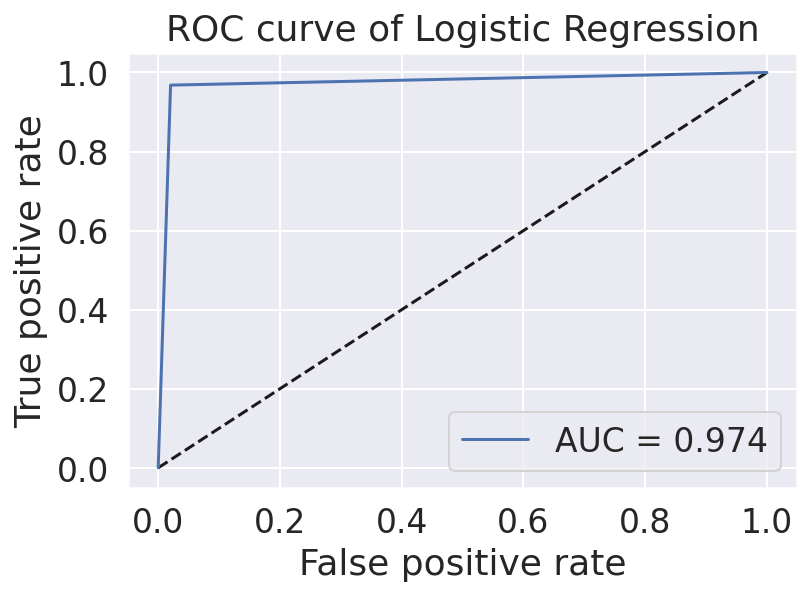 ROC curve of Logistic Regression
True positive rate
1.0
0.8
0.6
0.4
0.2
0.0
AUC = 0.974
0.0 0.2 0.4 0.6 0.8 1.0
False positive rate